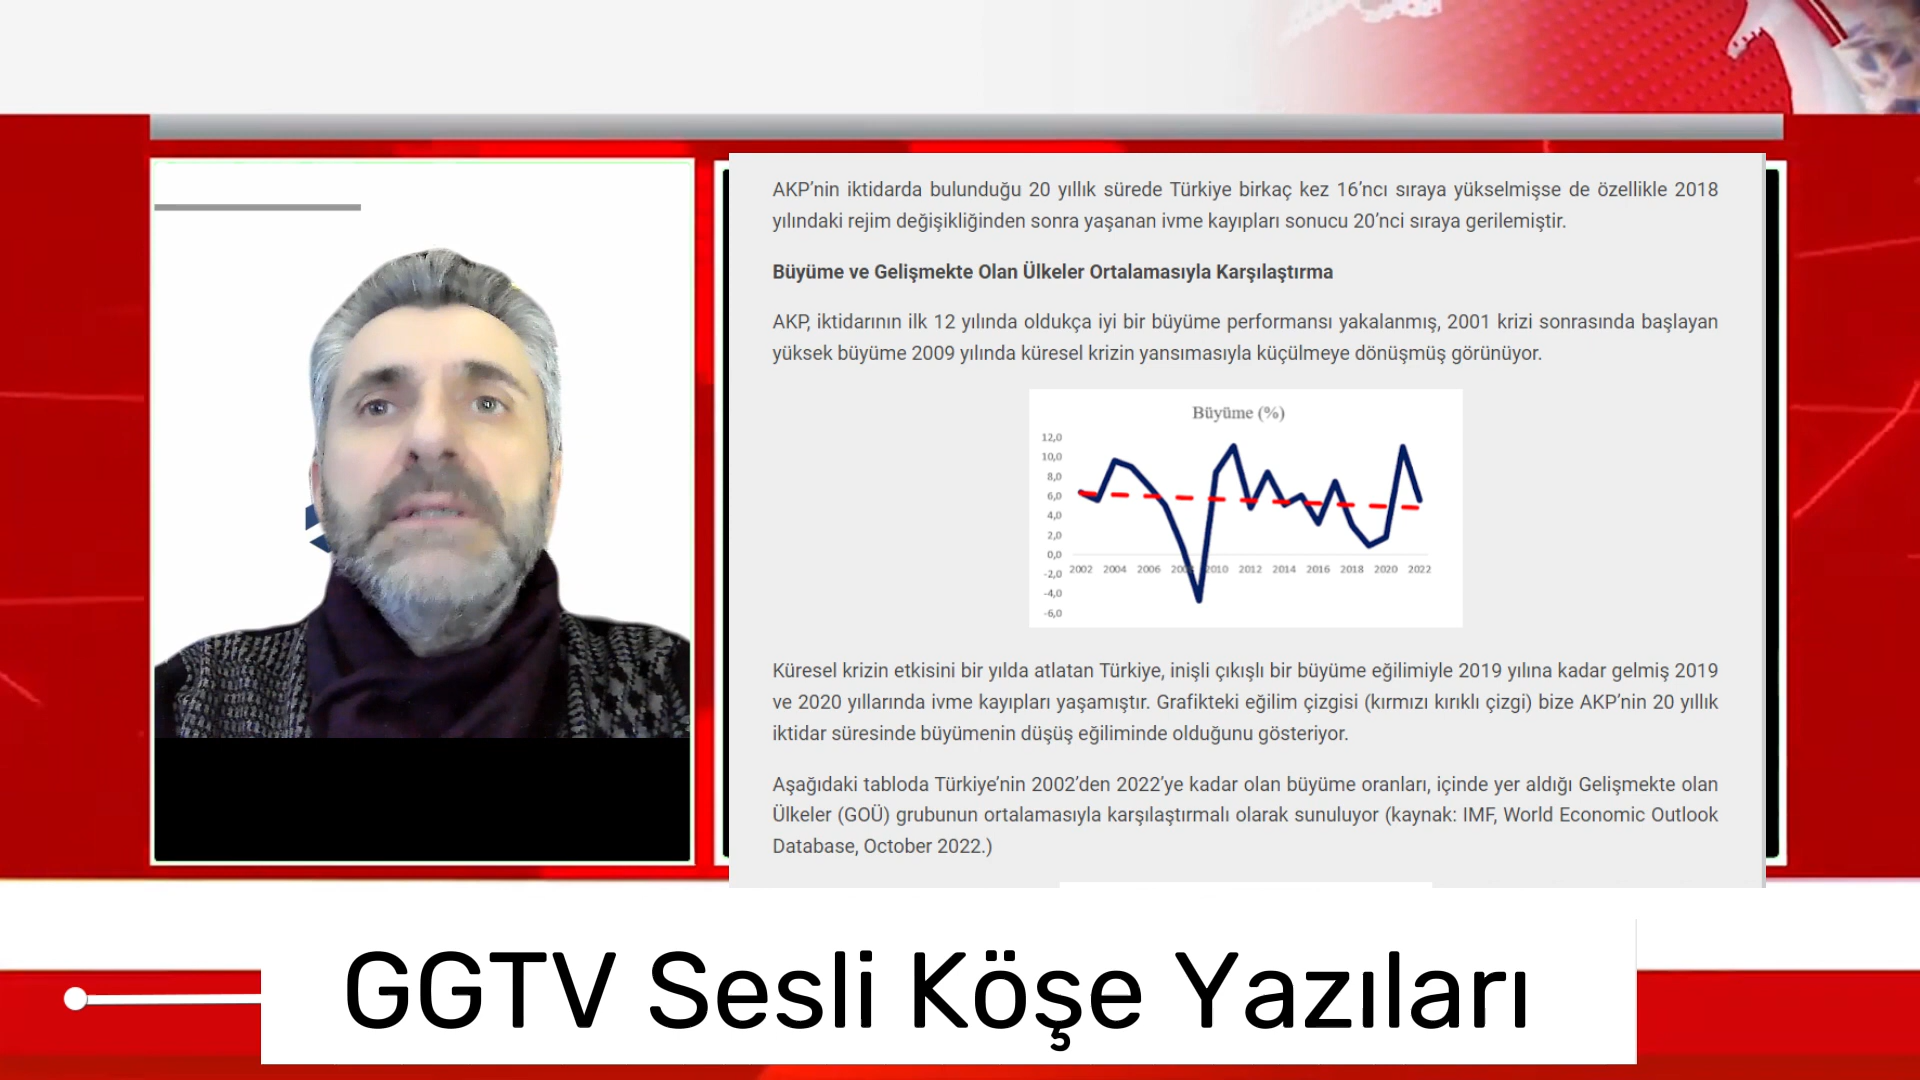 AKP’nin iktidarda bulunduğu 20 yıllık sürede Türkiye birkaç kez 16’ncı sıraya yükselmişse de özellikle 2018
yılındaki rejim değişikliğinden sonra yaşanan ivme kayıpları sonucu 20’nci sıraya gerilemiştir.
Büyüme ve Gelişmekte Olan Ülkeler Ortalamasıyla Karşılaştırma
AKP, iktidarının ilk 12 yılında oldukça iyi bir büyüme performansı yakalanmış, 2001 krizi sonrasında başlayan
yüksek büyüme 2009 yılında küresel krizin yansımasıyla küçülmeye dönüşmüş görünüyor.
Büyüme (%)
12,0
10,0
8,0
6,0
4,0
2,0
0,0
-2,0
-4,0
-6,0
2002 2004 2006 2008 2010 2012 2014 2016 2018 2020 2022
Küresel krizin etkisini bir yılda atlatan Türkiye, inişli çıkışlı bir büyüme eğilimiyle 2019 yılına kadar gelmiş 2019
ve 2020 yıllarında ivme kayıpları yaşamıştır. Grafikteki eğilim çizgisi (kırmızı kırıklı çizgi) bize AKP’nin 20 yıllık
iktidar süresinde büyümenin düşüş eğiliminde olduğunu gösteriyor.
Aşağıdaki tabloda Türkiye’nin 2002’den 2022’ye kadar olan büyüme oranları, içinde yer aldığı Gelişmekte olan
Ülkeler (GOÜ) grubunun ortalamasıyla karşılaştırmalı olarak sunuluyor (kaynak: IMF, World Economic Outlook
Database, October 2022.)
GGTV Sesli Köşe Yazıları